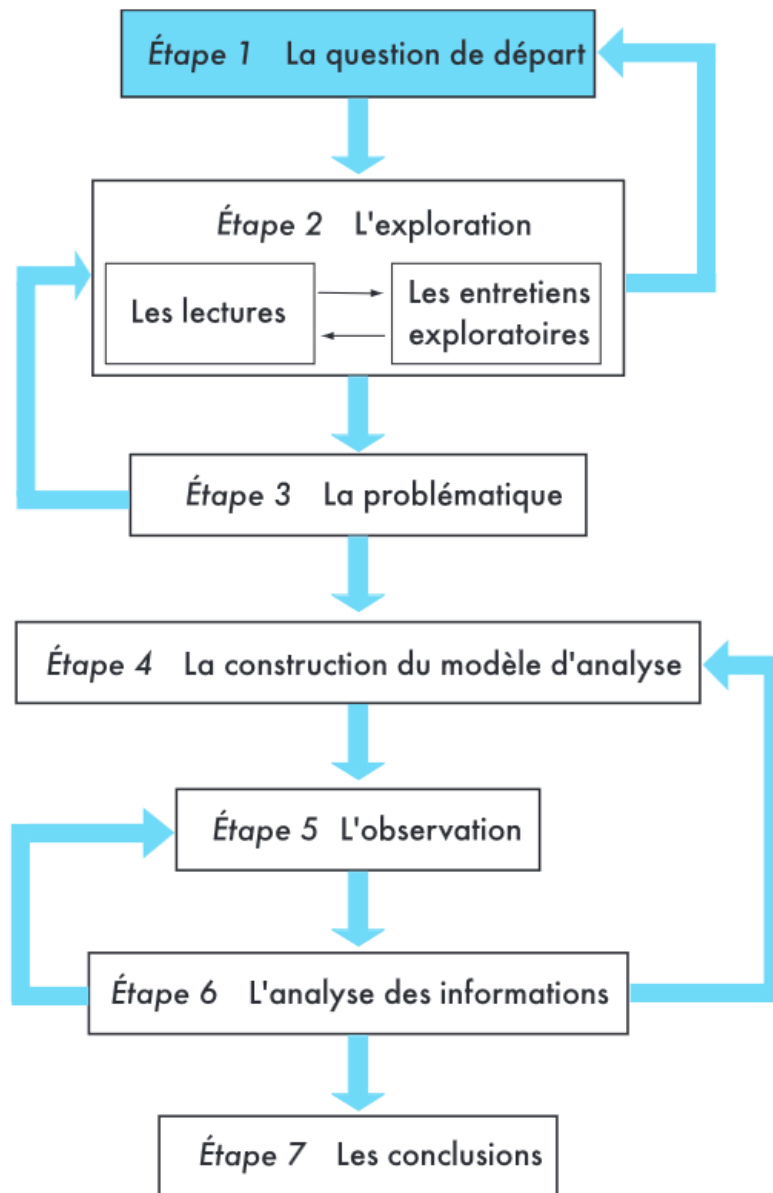 Étape 1 La question de départ
Étape 2 L'exploration
Les lectures
Les entretiens
exploratoires
Étape 3 La problématique
Étape 4 La construction du modèle d'analyse
Étape 5 L'observation
Étape 6 L'analyse des informations
Étape 7 Les conclusions